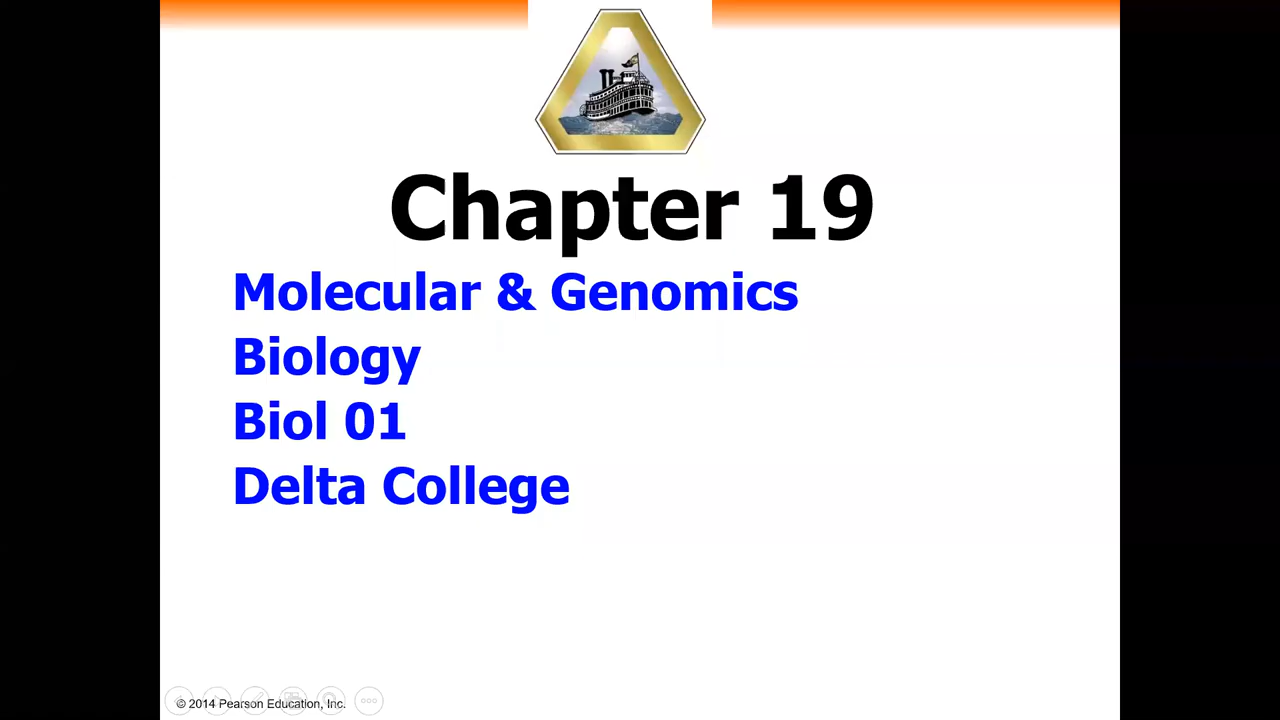 Chapter 19
Molecular & Genomics
Biology
Biol 01
Delta College
© 2014 Pearson Education, Inc.